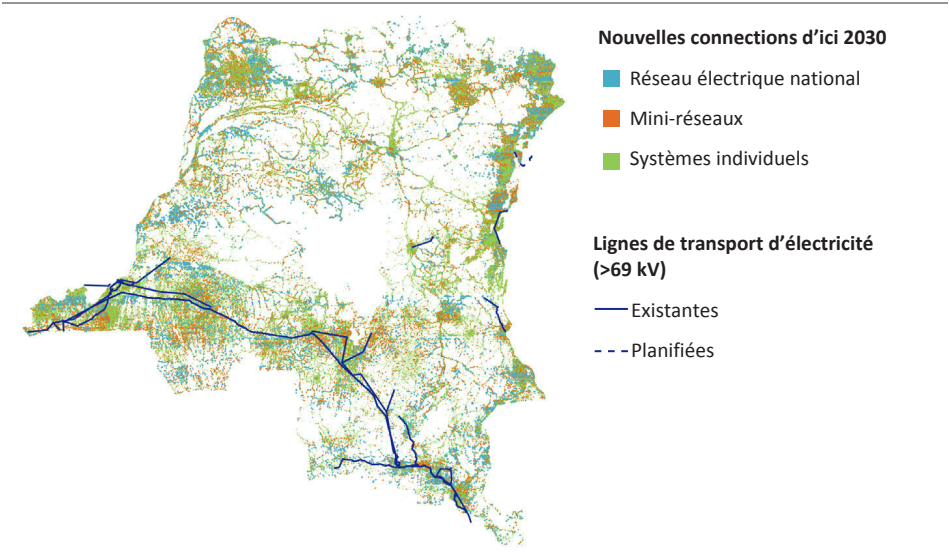 Nouvelles connections d’ici 2030
Réseau électrique national
Mini-réseaux
Systèmes individuels
Lignes de transport d’électricité
(>69 kV)
Existantes
Planifiées